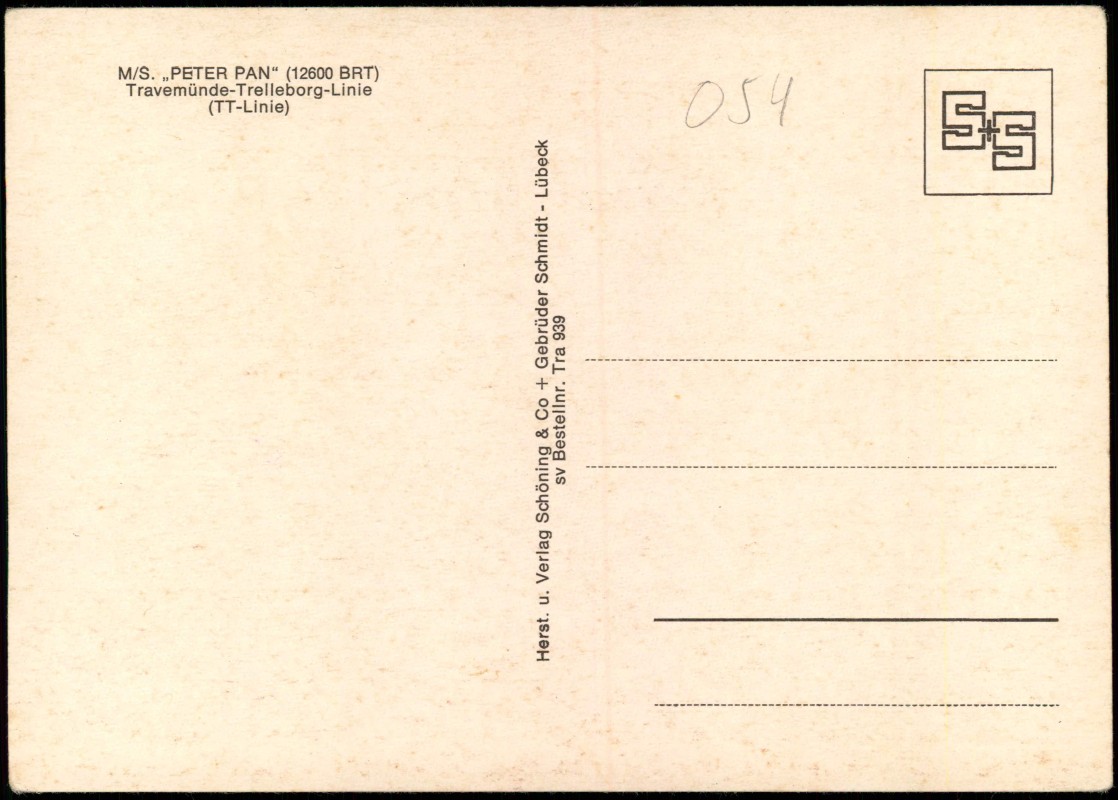 M/S. „PETER PAN“ (12600 BRT)
Travemünde-Trelleborg-Linie
(TT-Linie)
Herst. u. Verlag Schöning & Co + Gebrüder Schmidt - Lübeck
sv Bestellnr. Tra 939
054
S+S